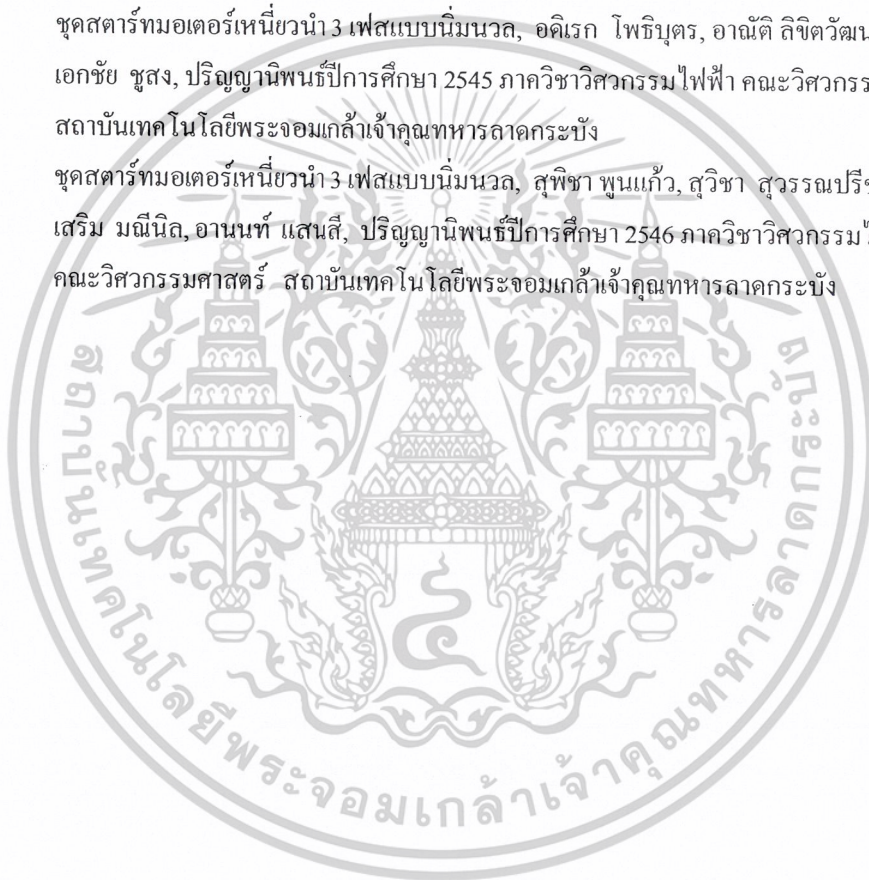 ชุดสตาร์ทมอเตอร์เหนี่ยวนำ 3 เฟสแบบนิ่มนวล, อดิเรก โพธิบุตร, อาณัติ ลิขิตวัฒน
เอกชัย ชูสง, ปริญญานิพนธ์ปีการศึกษา 2545 ภาควิชาวิศวกรรมไฟฟ้า คณะวิศวกรร
สถาบันเทคโนโลยีพระจอมเกล้าเจ้าคุณทหารลาดกระบัง
ชุดสตาร์ทมอเตอร์เหนี่ยวนำ 3 เฟสแบบนิ่มนวล, สุพิชา พูนแก้ว, สุวิชา สุวรรณปรีช
เสริม มณีนิล, อานนท์ แสนสี, ปริญญานิพนธ์ปีการศึกษา 2546 ภาควิชาวิศวกรรมไ
คณะวิศวกรรมศาสตร์ สถาบันเทคโนโลยีพระจอมเกล้าเจ้าคุณทหารลาดกระบัง
สถาบันเทคโนโลยีพระจอมเกล้าเจ้าคุณทหารลาดกระบัง
๔